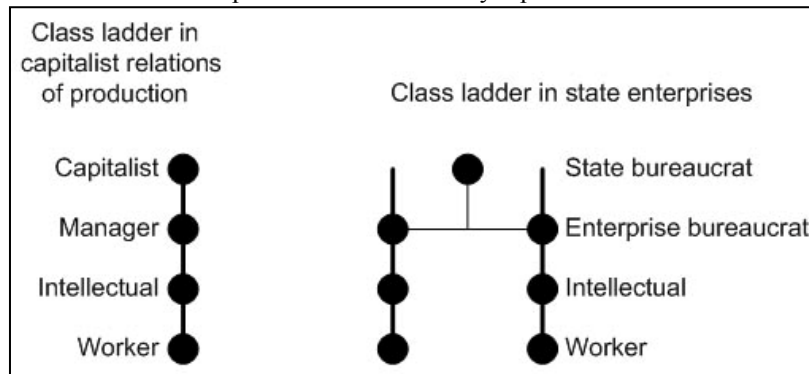 Class ladder in
capitalist relations
of production
Capitalist
Manager
Intellectual
Worker
Class ladder in state enterprises
State bureaucrat
Enterprise bureaucrat
Intellectual
Worker